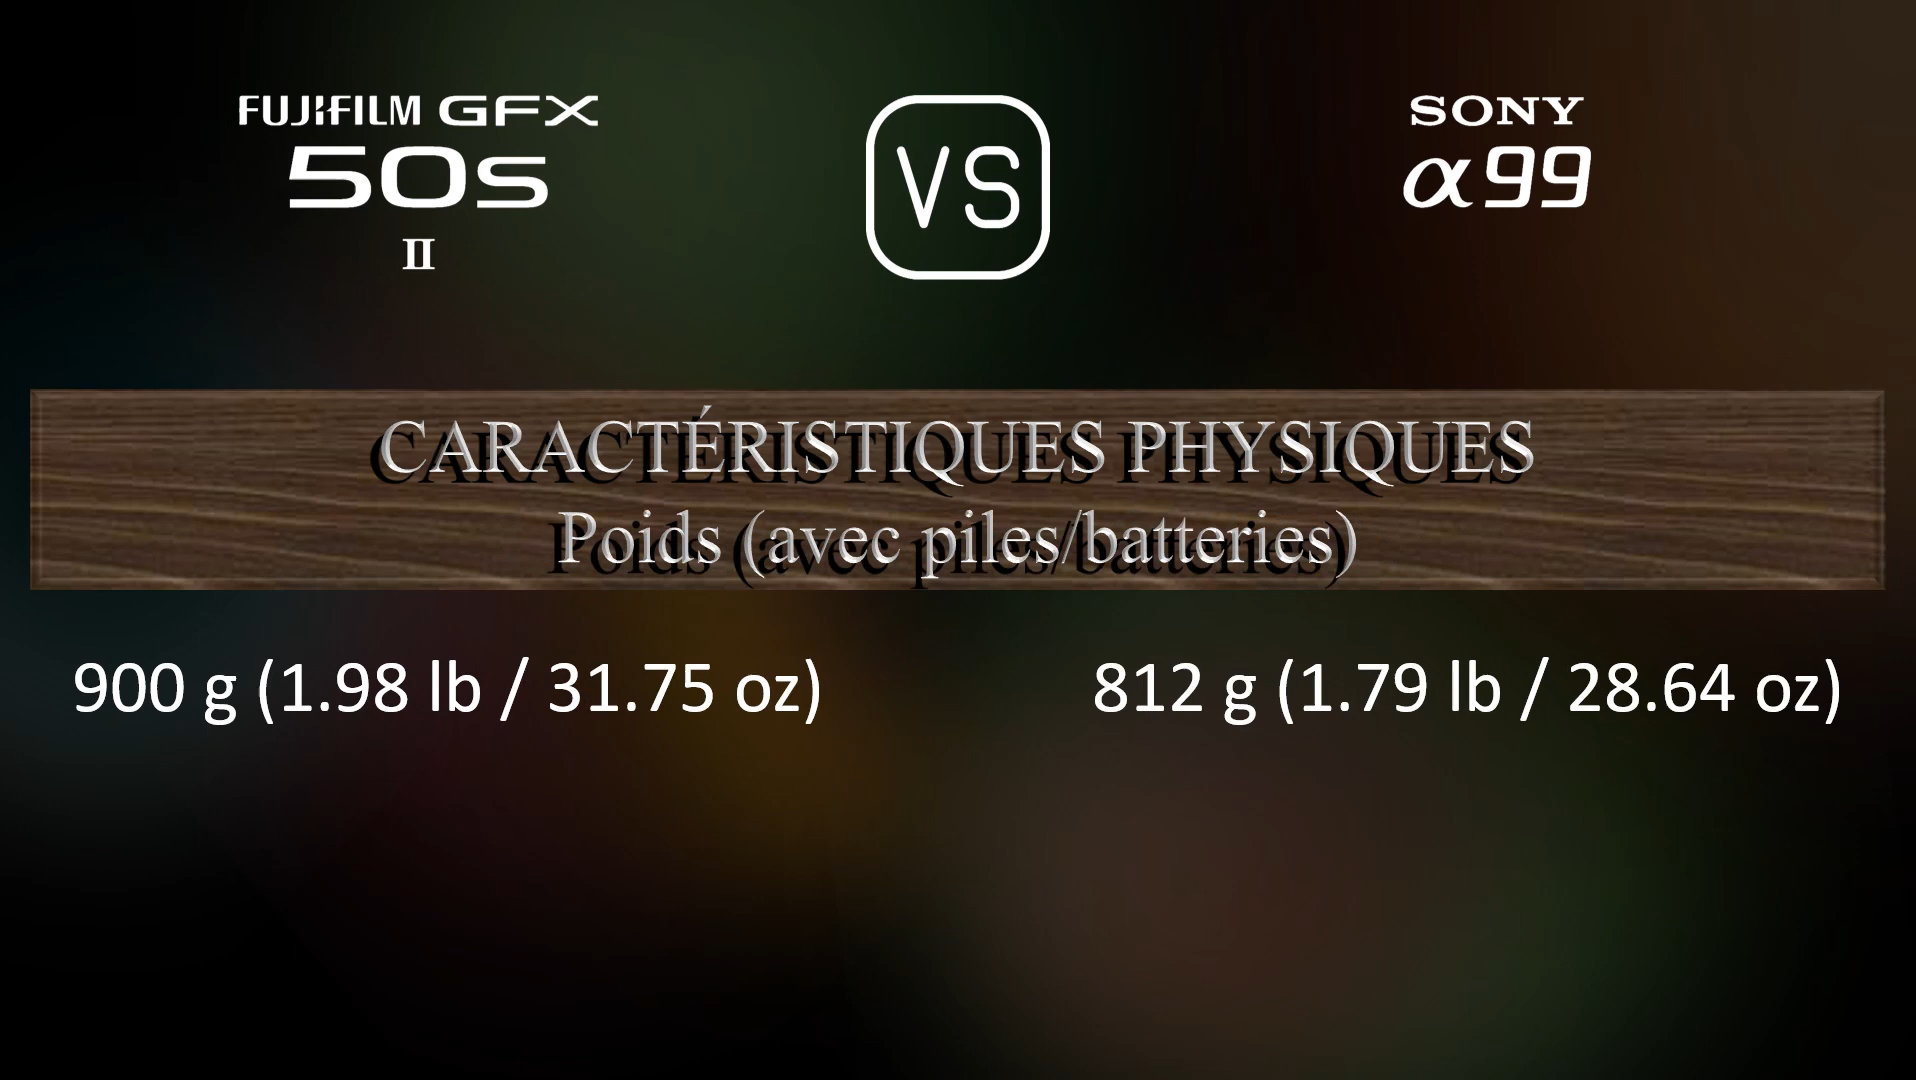 FUJIFILM GFX
50S
II
VS
SONY
α99
CARACTÉRISTIQUES PHYSIQUES
Poids (avec piles/batteries)
900 g (1.98 lb / 31.75 oz)
812 g (1.79 lb / 28.64 oz)